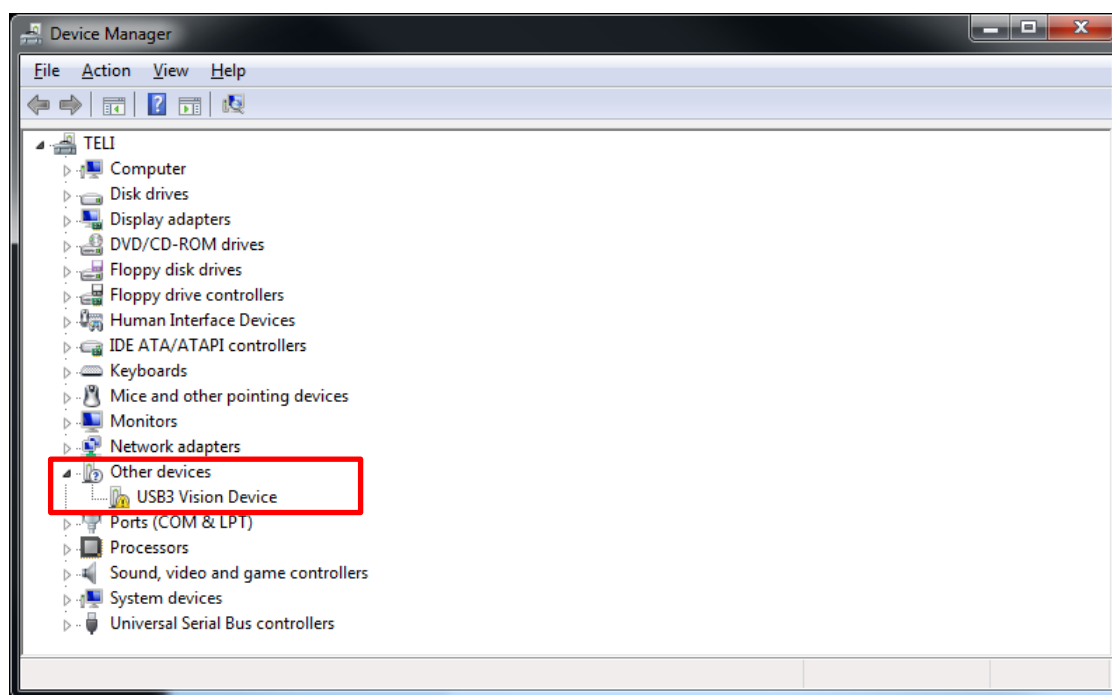 Device Manager
File Action View Help
TELI
Computer
Disk drives
Display adapters
DVD/CD-ROM drives
Floppy disk drives
Floppy drive controllers
Human Interface Devices
IDE ATA/ATAPI controllers
Keyboards
Mice and other pointing devices
Monitors
Network adapters
Other devices
USB3 Vision Device
Ports (COM & LPT)
Processors
Sound, video and game controllers
System devices
Universal Serial Bus controllers